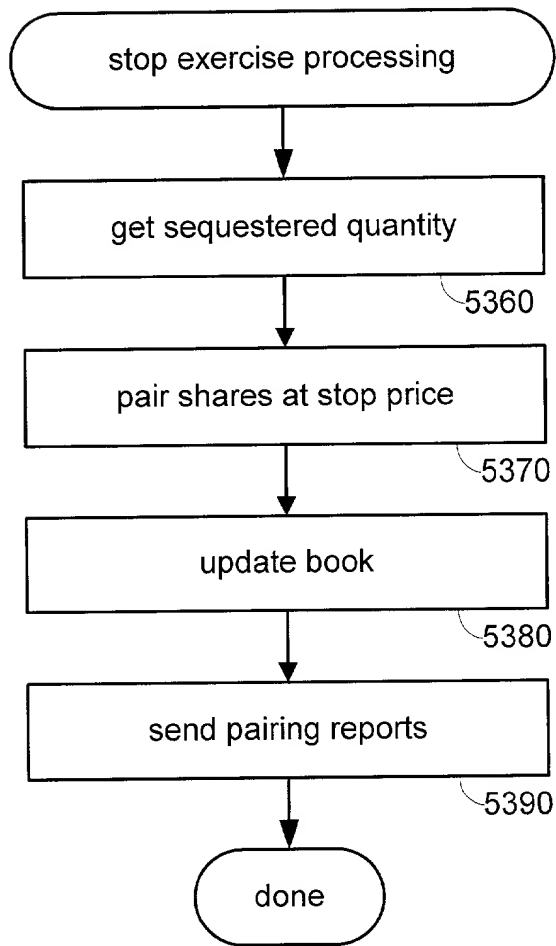 stop exercise processing
get sequestered quantity
5360
pair shares at stop price
5370
update book
5380
send pairing reports
5390
done